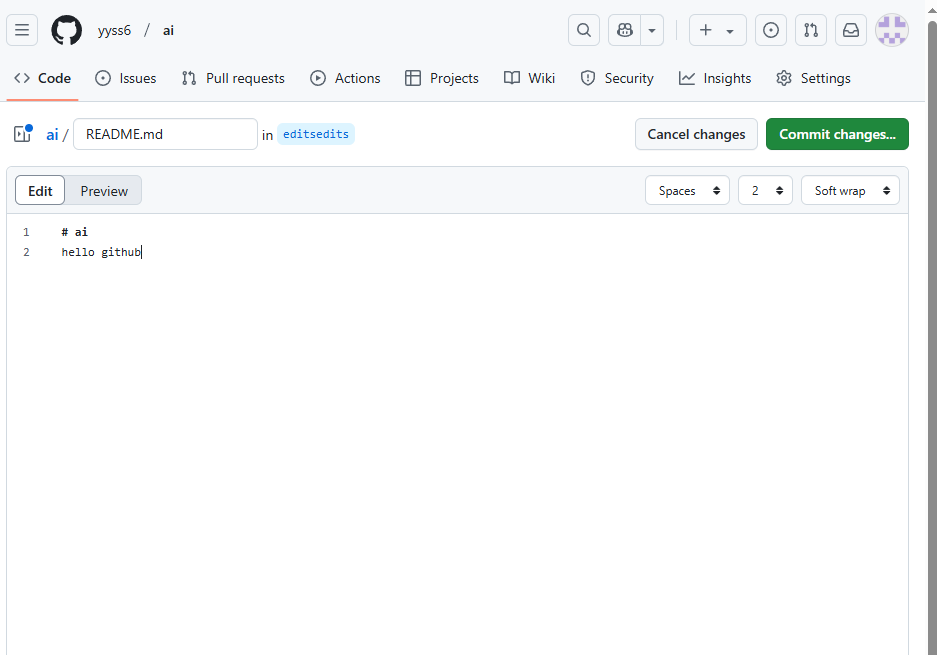 yyss6 / ai
Code Issues Pull requests Actions Projects Wiki Security Insights Settings
ai / README.md in editsedits Cancel changes Commit changes...
Edit Preview Spaces 2 Soft wrap
1 # ai
2 hello github